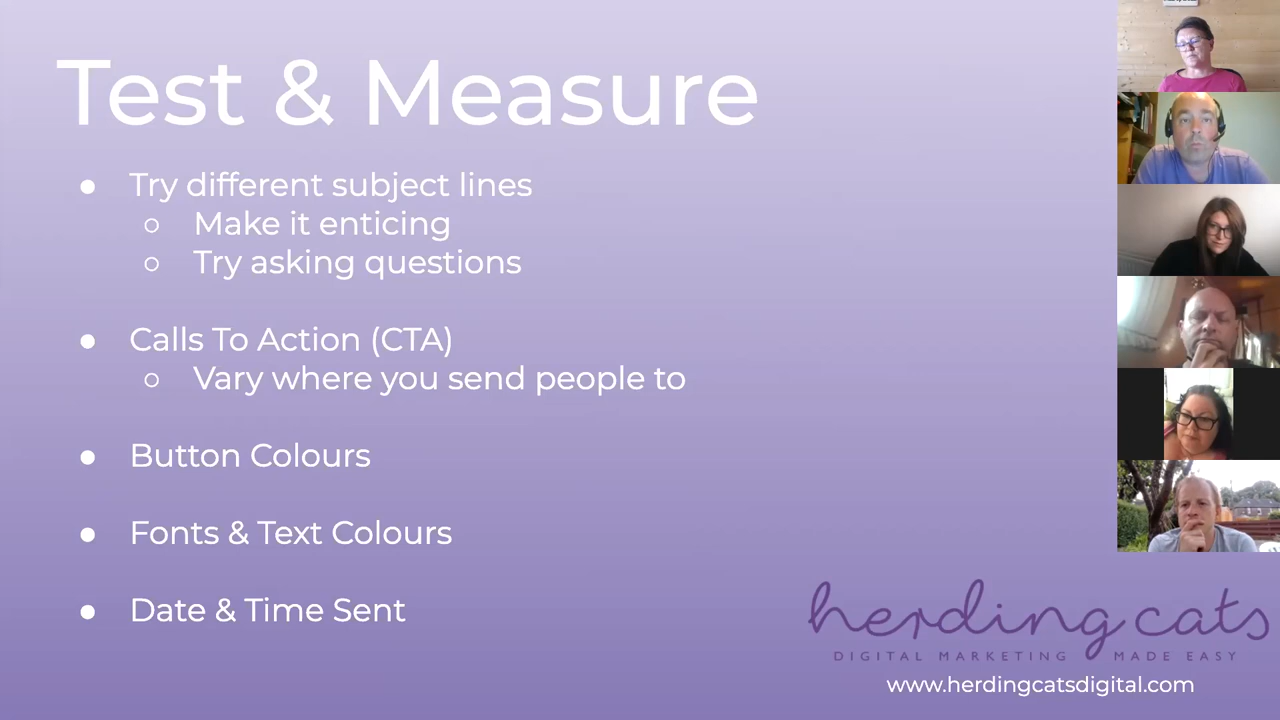 Test & Measure
● Try different subject lines
○ Make it enticing
○ Try asking questions
● Calls To Action (CTA)
○ Vary where you send people to
● Button Colours
● Fonts & Text Colours
● Date & Time Sent
herding cats
DIGITAL MARKETING MADE EASY
www.herdingcatsdigital.com